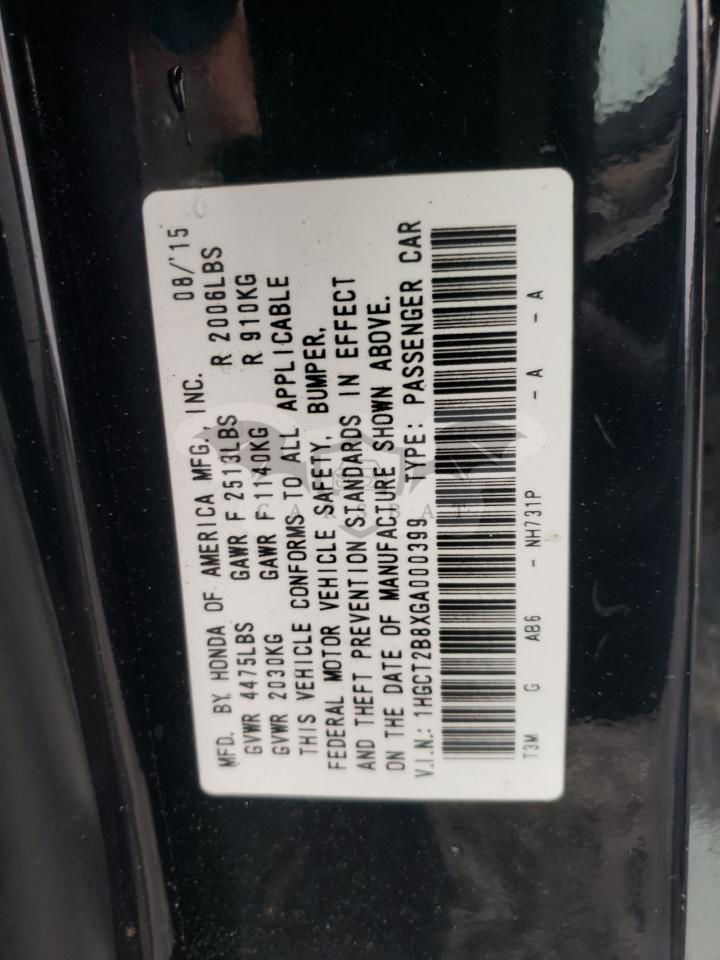 MFD. BY HONDA OF AMERICA MFG., INC. 08/'15
GVWR 4475LBS GAWR F 2513LBS R 2006LBS
GVWR 2030KG GAWR F 1140KG R 910KG
THIS VEHICLE CONFORMS TO ALL APPLICABLE
FEDERAL MOTOR VEHICLE SAFETY, BUMPER,
AND THEFT PREVENTION STANDARDS IN EFFECT
ON THE DATE OF MANUFACTURE SHOWN ABOVE.
V.I.N.: 1HGCT2B8XGA000399 TYPE: PASSENGER CAR
T3M G AB6 - NH731P - A - A
CARSBAT